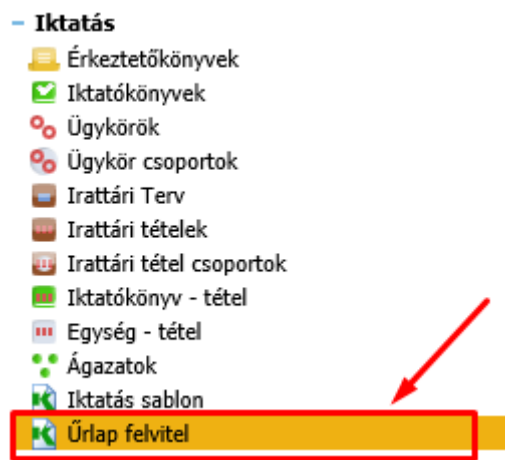 Iktatás
Érkeztetőkönyvek
Iktatókönyvek
Ügykörök
Ügykör csoportok
Irattári Terv
Irattári tételek
Irattári tétel csoportok
Iktatókönyv - tétel
Egység - tétel
Ágazatok
Iktatás sablon
Űrlap felvitel